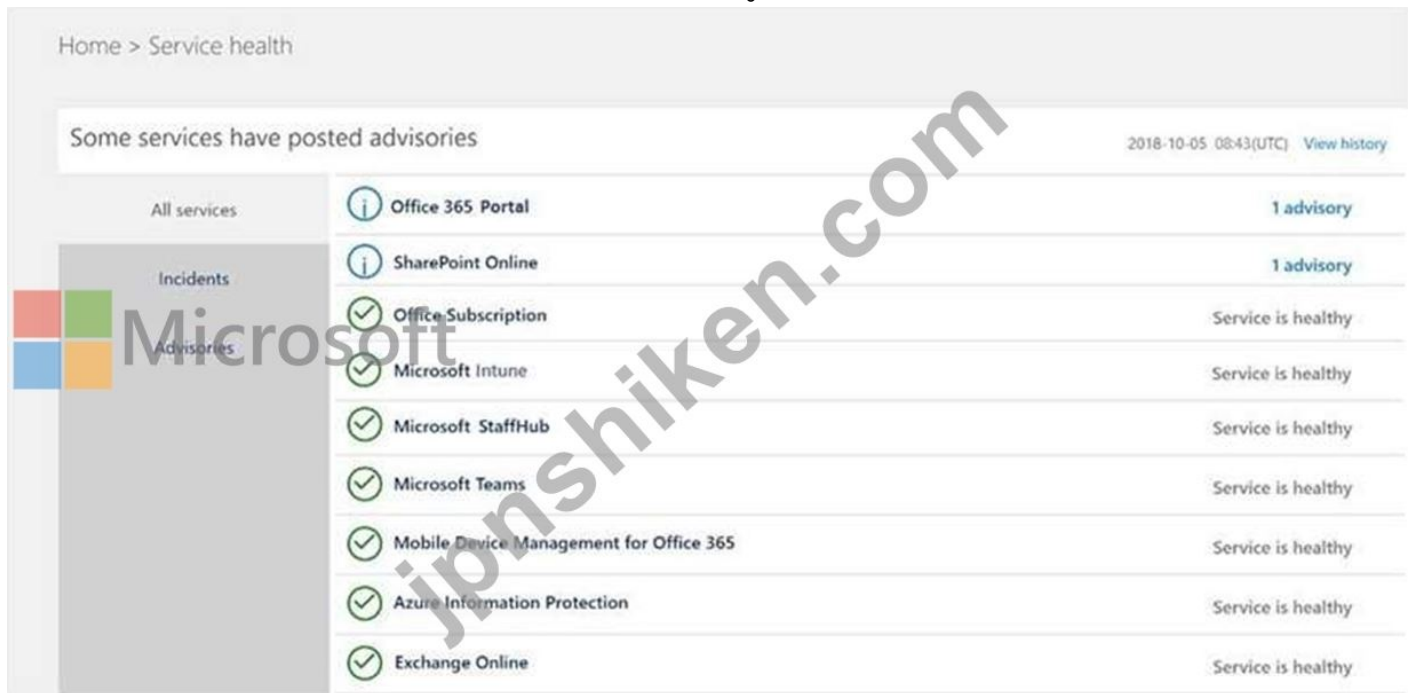 Home > Service health
Some services have posted advisories
2018-10-05 08:43(UTC) View history
All services
Incidents
Advisories
Office 365 Portal 1 advisory
SharePoint Online 1 advisory
Office Subscription Service is healthy
Microsoft Intune Service is healthy
Microsoft StaffHub Service is healthy
Microsoft Teams Service is healthy
Mobile Device Management for Office 365 Service is healthy
Azure Information Protection Service is healthy
Exchange Online Service is healthy
Microsoft
jpnshiken.com